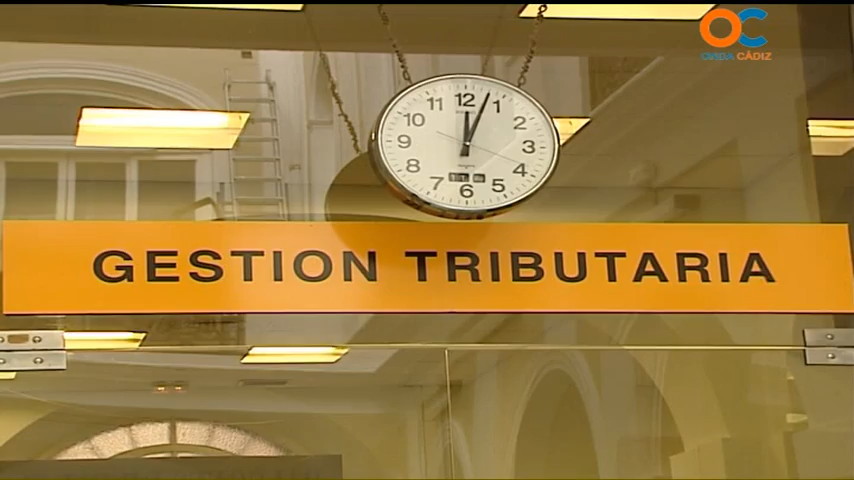 OC
ONDA CÁDIZ
11 12 1
10 2
9 3
8 4
7 6 5
GESTION TRIBUTARIA